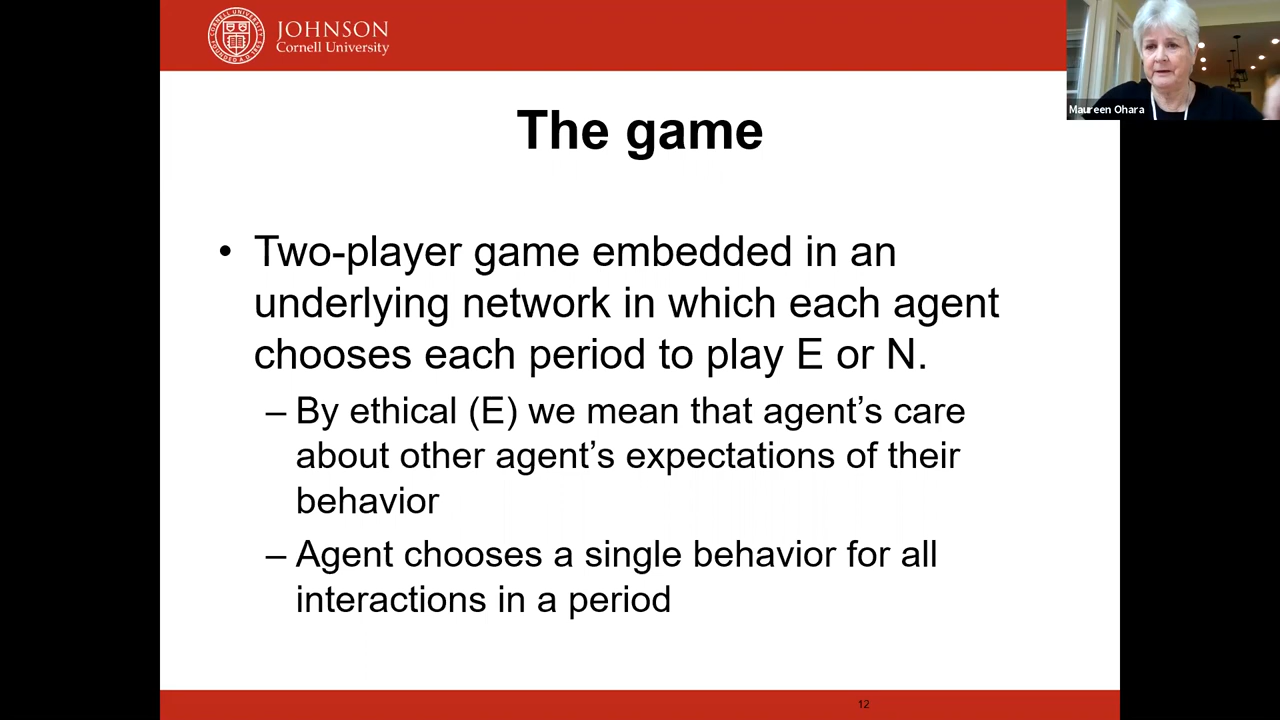 JOHNSON
Cornell University
Maureen Ohara
The game
• Two-player game embedded in an
underlying network in which each agent
chooses each period to play E or N.
– By ethical (E) we mean that agent’s care
about other agent’s expectations of their
behavior
– Agent chooses a single behavior for all
interactions in a period
12